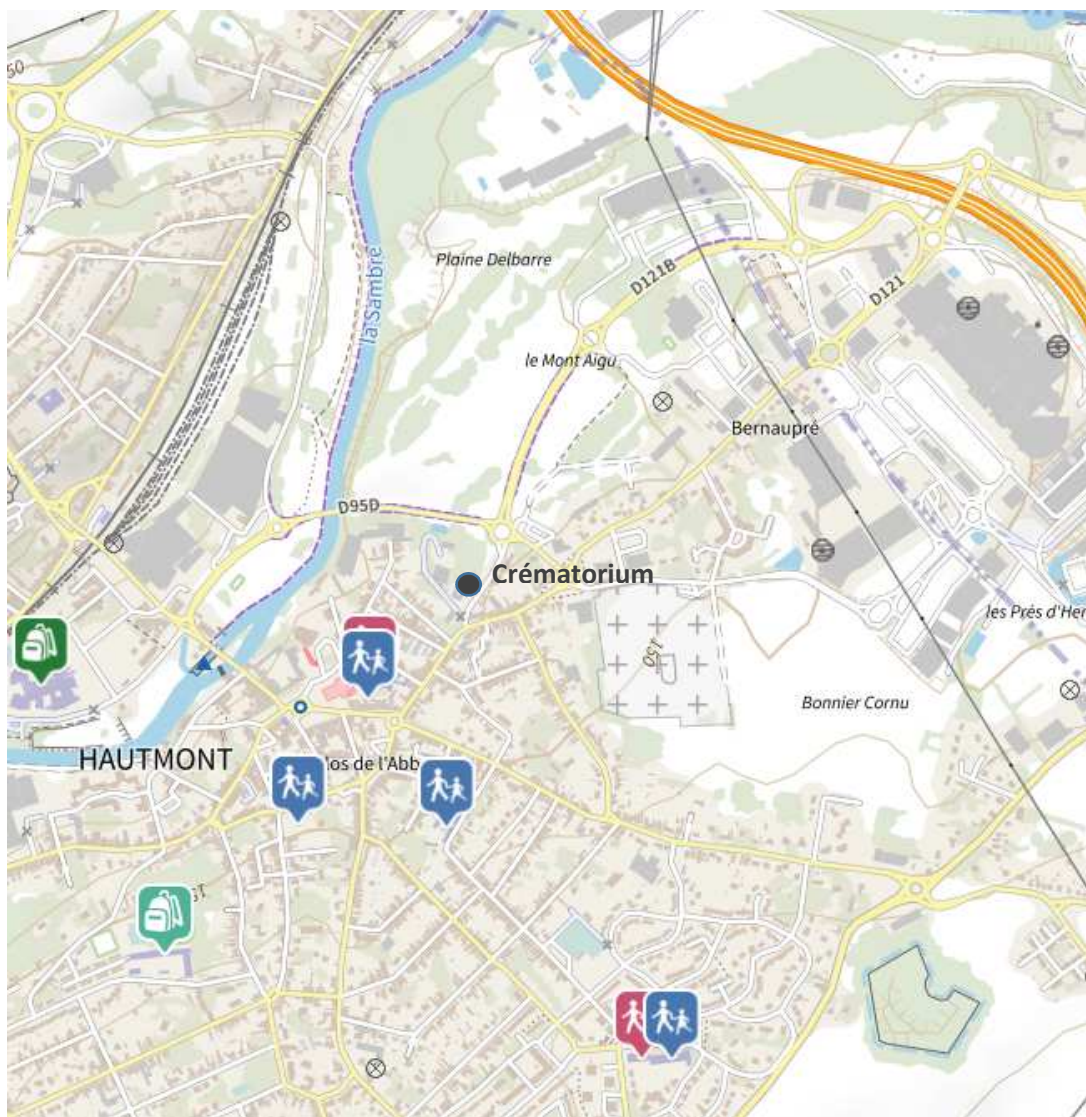 50
la Sambre
Plaine Delbarre
D121B
D121
le Mont Aigu
Bernaupré
D95D
Crématorium
150
les Prés d'Her
Bonnier Cornu
HAUTMONT
los de l'Abb
ST